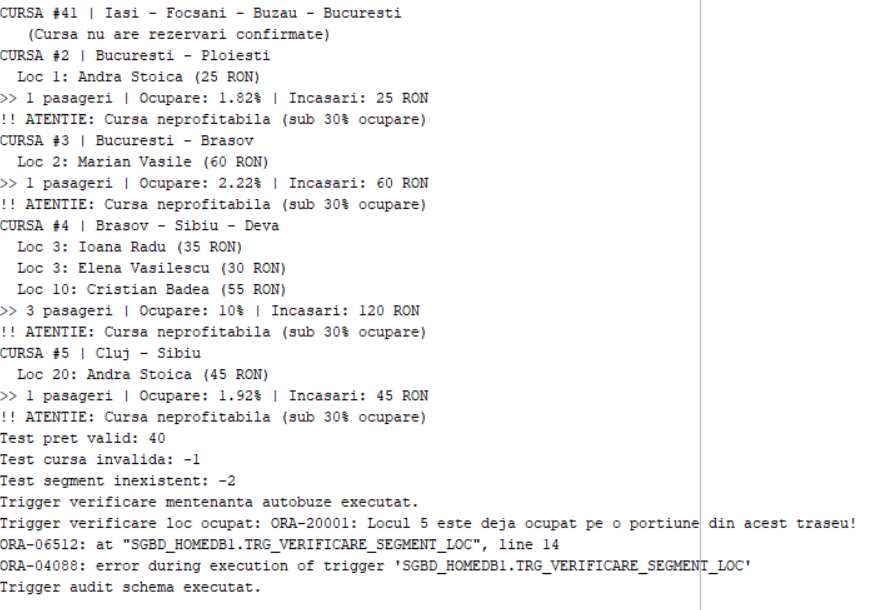 CURSA #41 | Iasi - Focsani - Buzau - Bucuresti
(Cursa nu are rezervari confirmate)
CURSA #2 | Bucuresti - Ploiesti
Loc 1: Andra Stoica (25 RON)
>> 1 pasageri | Ocupare: 1.82% | Incasari: 25 RON
!! ATENTIE: Cursa neprofitabila (sub 30% ocupare)
CURSA #3 | Bucuresti - Brasov
Loc 2: Marian Vasile (60 RON)
>> 1 pasageri | Ocupare: 2.22% | Incasari: 60 RON
!! ATENTIE: Cursa neprofitabila (sub 30% ocupare)
CURSA #4 | Brasov - Sibiu - Deva
Loc 3: Ioana Radu (35 RON)
Loc 3: Elena Vasilescu (30 RON)
Loc 10: Cristian Badea (55 RON)
>> 3 pasageri | Ocupare: 10% | Incasari: 120 RON
!! ATENTIE: Cursa neprofitabila (sub 30% ocupare)
CURSA #5 | Cluj - Sibiu
Loc 20: Andra Stoica (45 RON)
>> 1 pasageri | Ocupare: 1.92% | Incasari: 45 RON
!! ATENTIE: Cursa neprofitabila (sub 30% ocupare)
Test pret valid: 40
Test cursa invalida: -1
Test segment inexistent: -2
Trigger verificare mentenanta autobuze executat.
Trigger verificare loc ocupat: ORA-20001: Locul 5 este deja ocupat pe o portiune din acest traseu!
ORA-06512: at "SGBD_HOMEDB1.TRG_VERIFICARE_SEGMENT_LOC", line 14
ORA-04088: error during execution of trigger 'SGBD_HOMEDB1.TRG_VERIFICARE_SEGMENT_LOC'
Trigger audit schema executat.